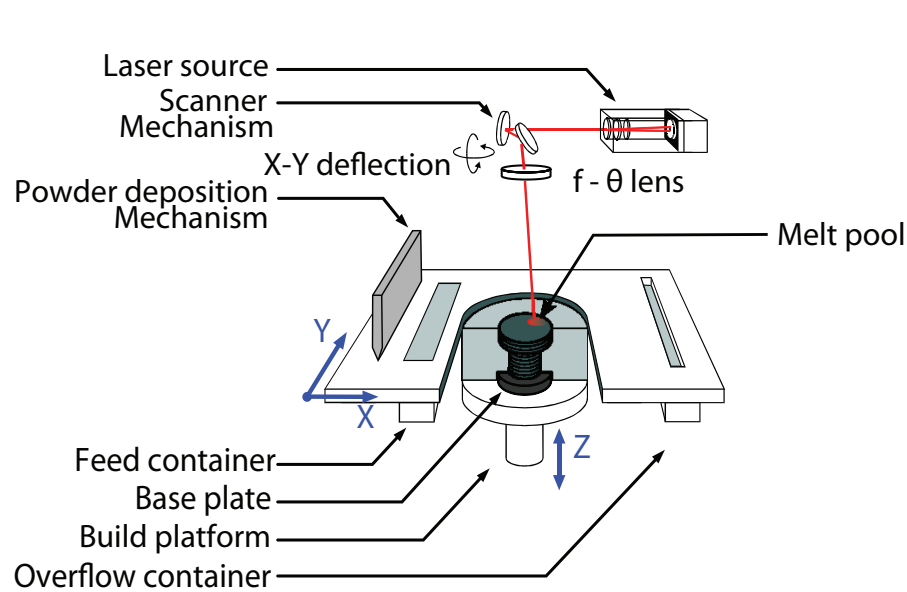 Laser source
Scanner
Mechanism
X-Y deflection
f - θ lens
Powder deposition
Mechanism
Melt pool
Y
X
Z
Feed container
Base plate
Build platform
Overflow container